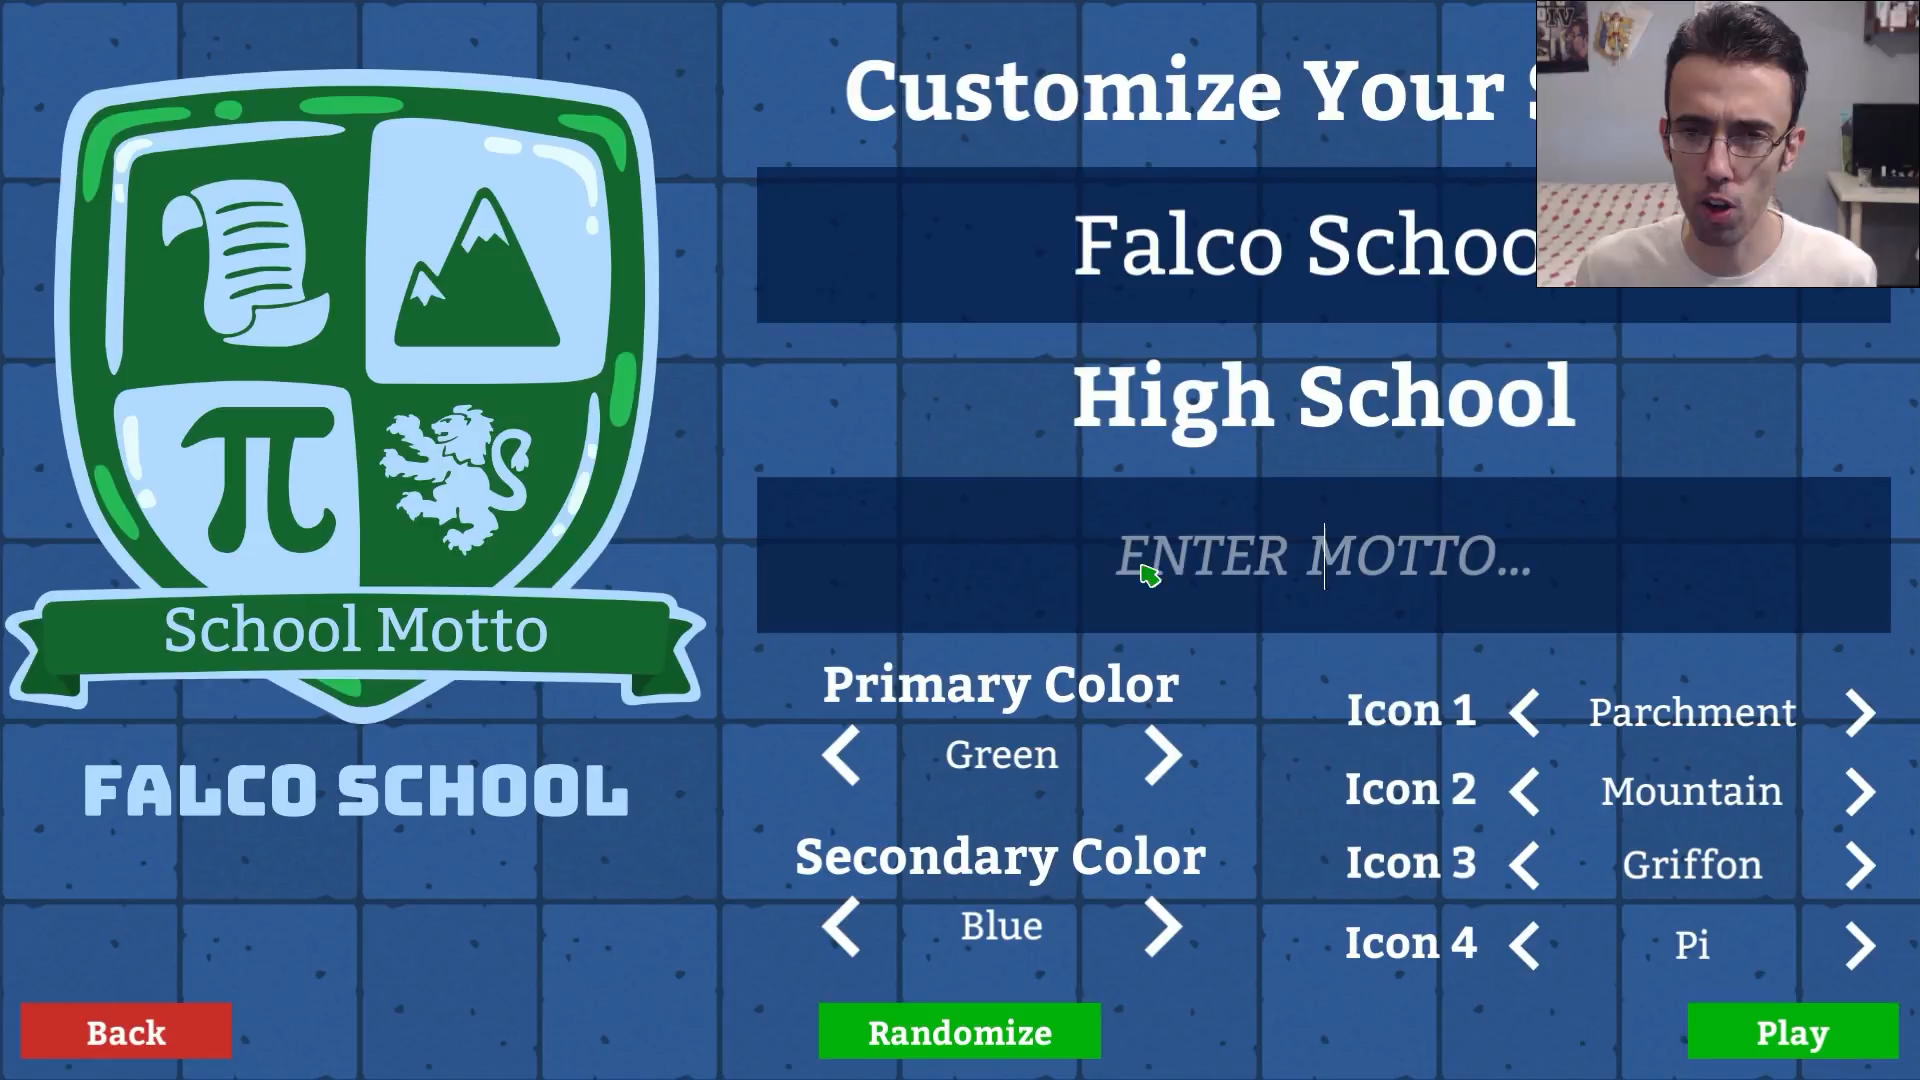 Customize Your
Falco Schoo
High School
ENTER MOTTO...
School Motto
FALCO SCHOOL
Primary Color
Green
Secondary Color
Blue
Icon 1
Parchment
Icon 2
Mountain
Icon 3
Griffon
Icon 4
Pi
Back
Randomize
Play